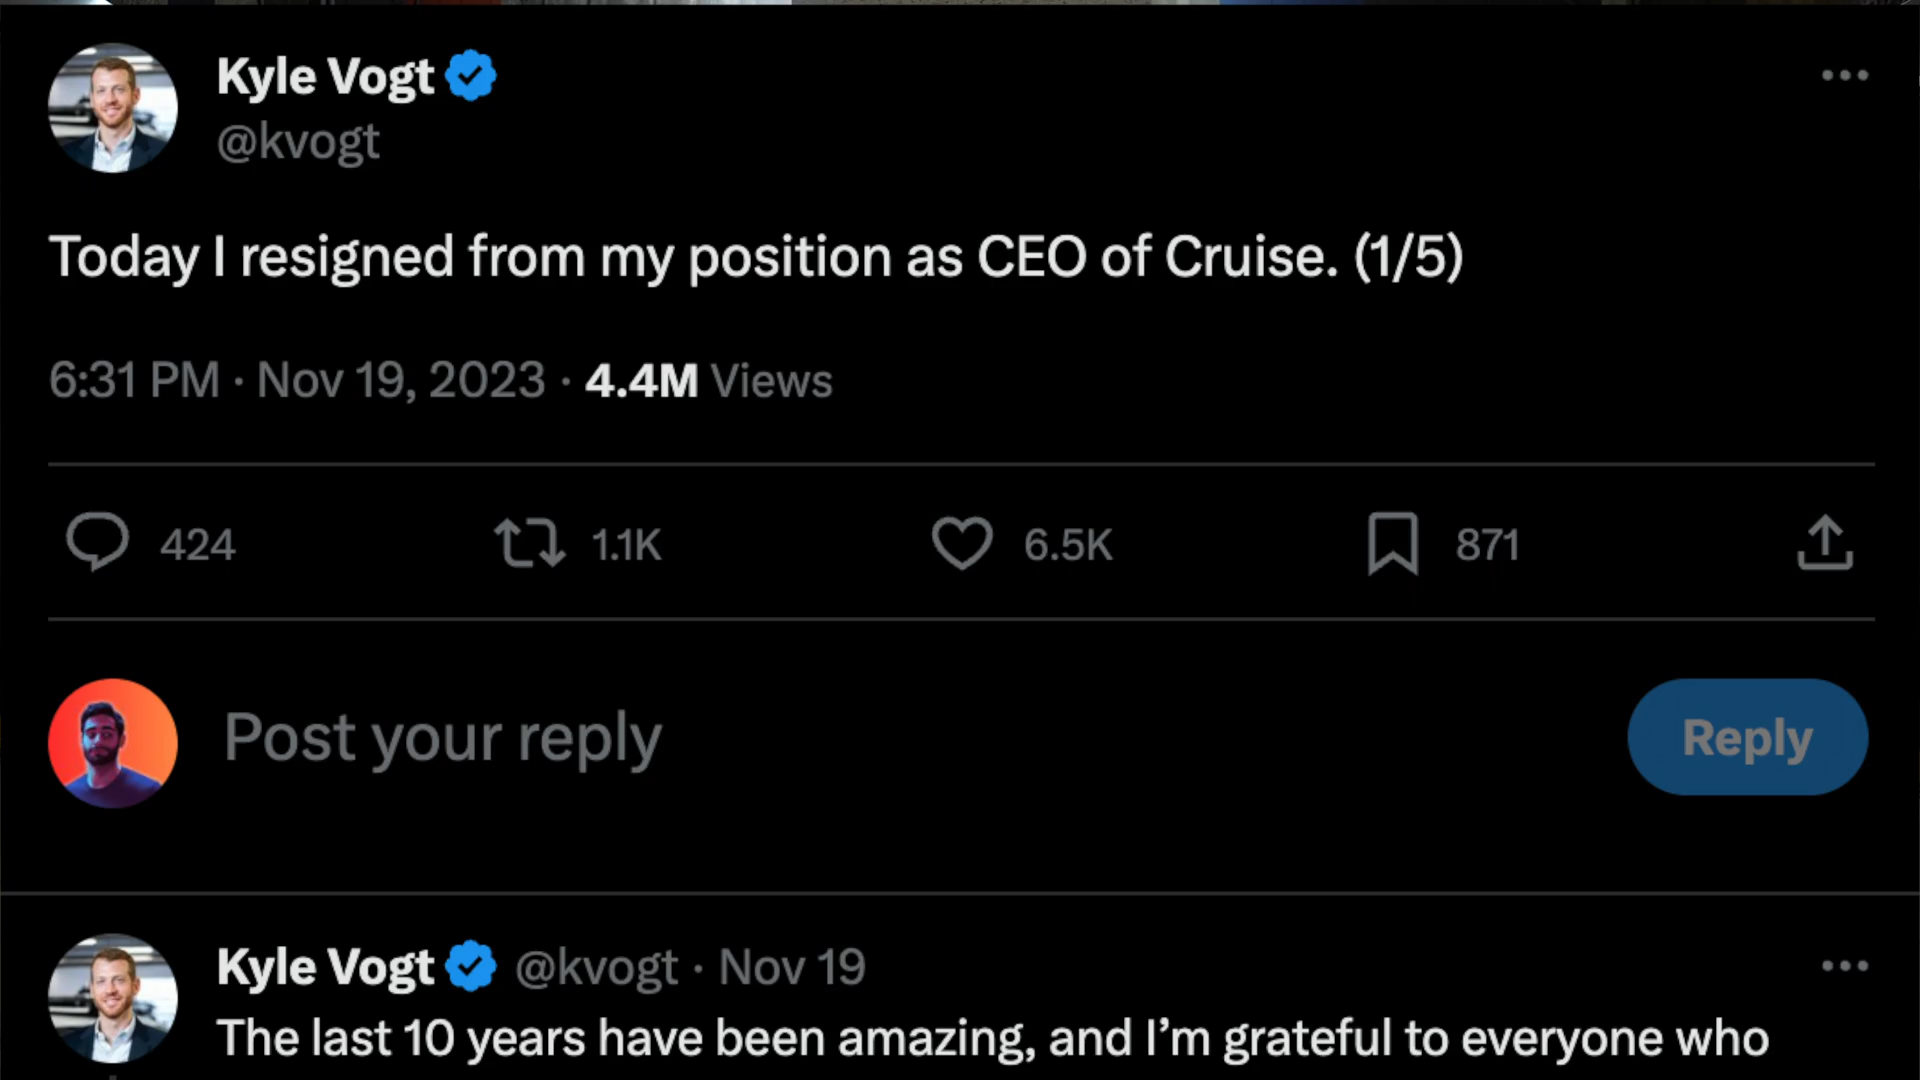 Kyle Vogt
@kvogt
Today I resigned from my position as CEO of Cruise. (1/5)
6:31 PM · Nov 19, 2023 · 4.4M Views
424 1.1K 6.5K 871
Post your reply
Reply
Kyle Vogt @kvogt · Nov 19
The last 10 years have been amazing, and I’m grateful to everyone who